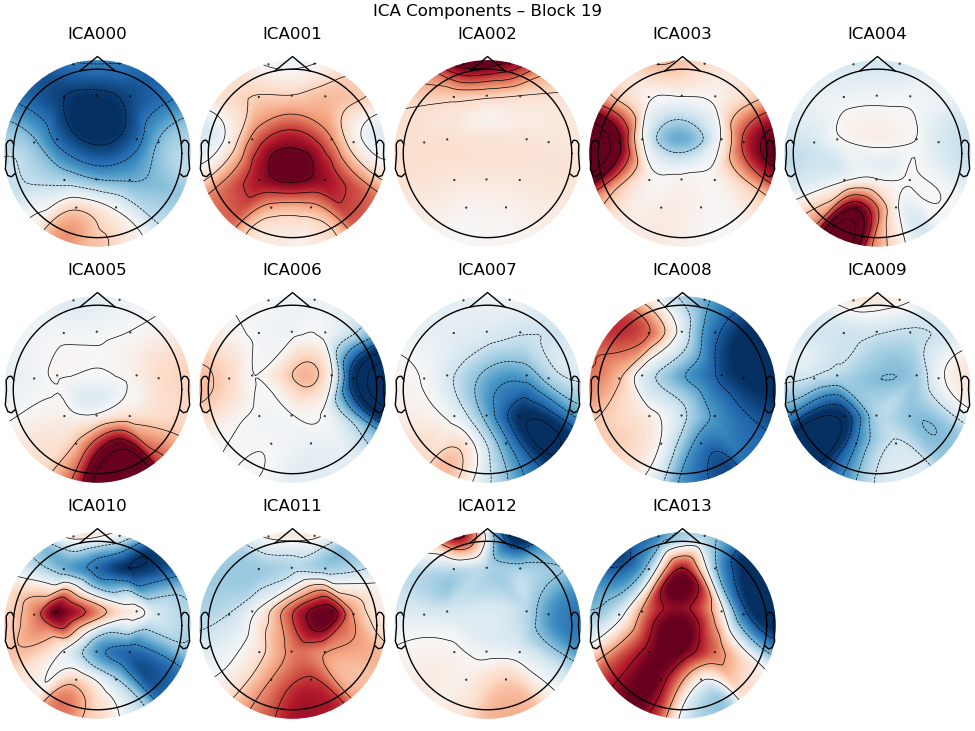 ICA Components – Block 19
ICA000 ICA001 ICA002 ICA003 ICA004
ICA005 ICA006 ICA007 ICA008 ICA009
ICA010 ICA011 ICA012 ICA013